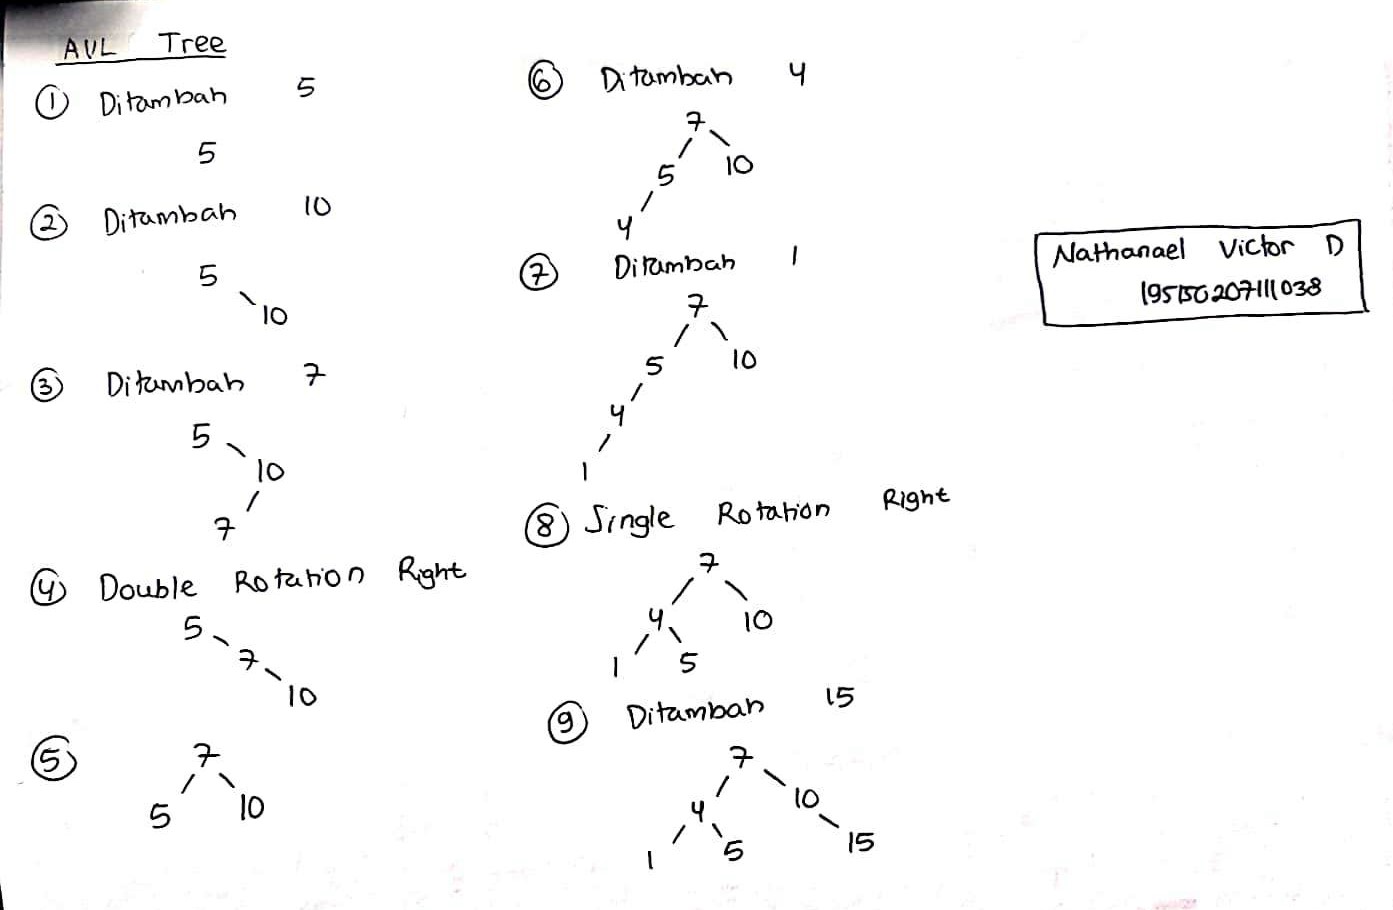 AVL Tree
① Ditambah 5
5
② Ditambah 10
5
10
③ Ditambah 7
5
10
7
④ Double Rotation Right
5
7
10
⑤
7
5 10
⑥ Ditambah 4
7
5 10
4
⑦ Ditambah 1
7
5 10
4
1
⑧ Single Rotation Right
7
4 10
1 5
⑨ Ditambah 15
7
4 10
1 5 15
Nathanael Victor D
195150207111038